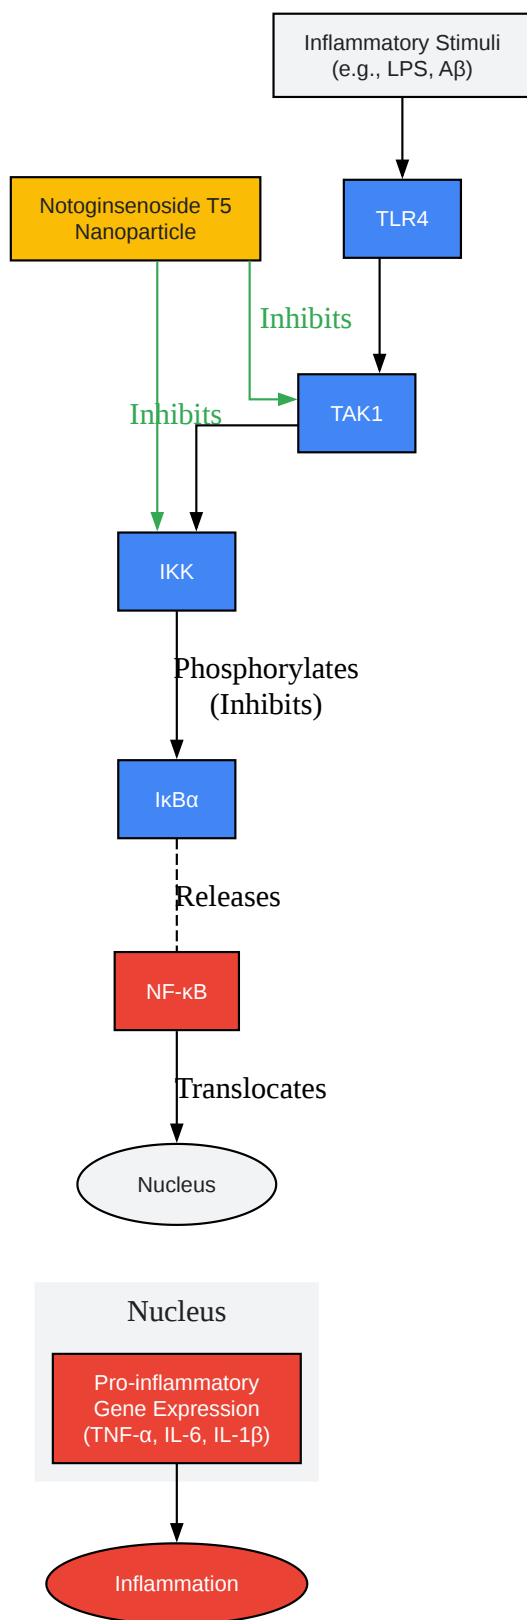 Inflammatory Stimuli
(e.g., LPS, Aβ)
Notoginsenoside T5
Nanoparticle
TLR4
Inhibits
TAK1
Inhibits
IKK
Phosphorylates
(Inhibits)
IκBα
Releases
NF-κB
Translocates
Nucleus
Nucleus
Pro-inflammatory
Gene Expression
(TNF-α, IL-6, IL-1β)
Inflammation